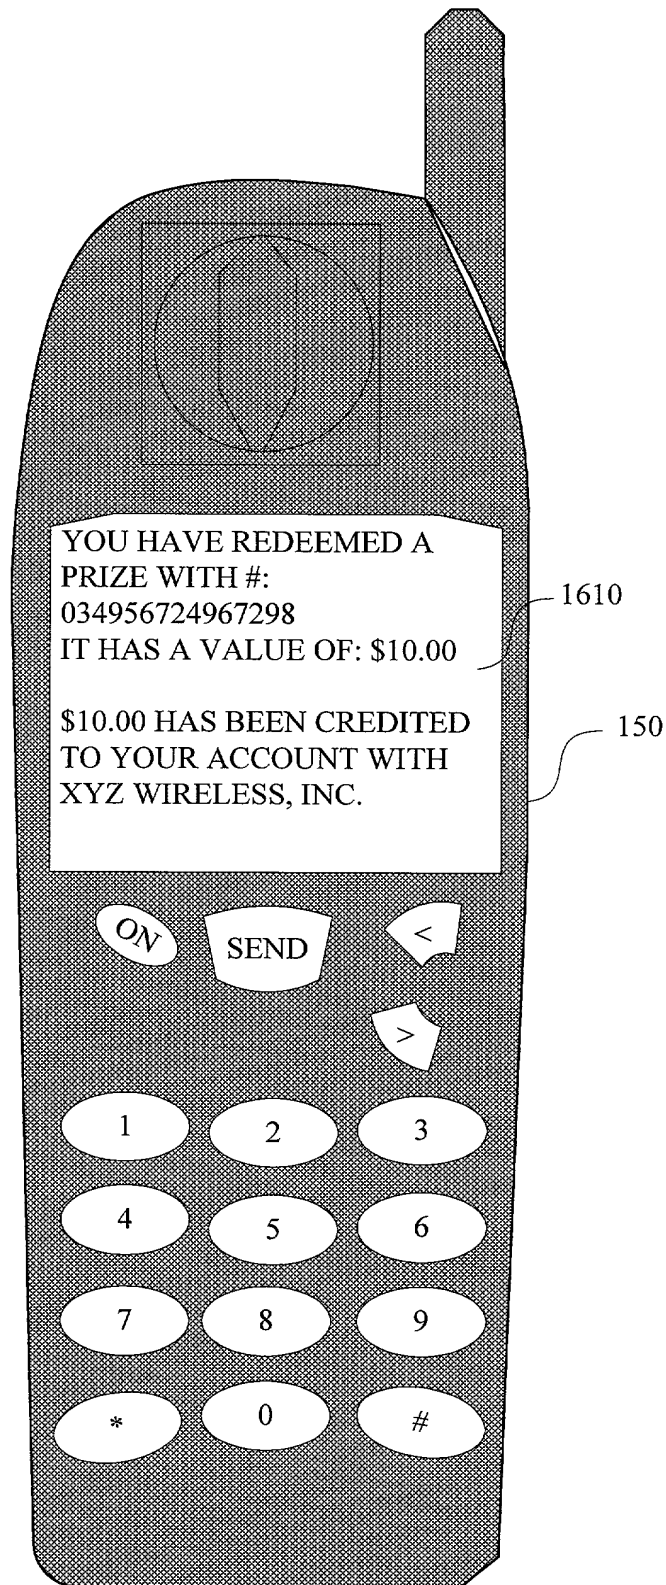 YOU HAVE REDEEMED A
PRIZE WITH #:
034956724967298
IT HAS A VALUE OF: $10.00
1610
$10.00 HAS BEEN CREDITED
TO YOUR ACCOUNT WITH
XYZ WIRELESS, INC.
150
ON
SEND
<
>
1 2 3
4 5 6
7 8 9
* 0 #